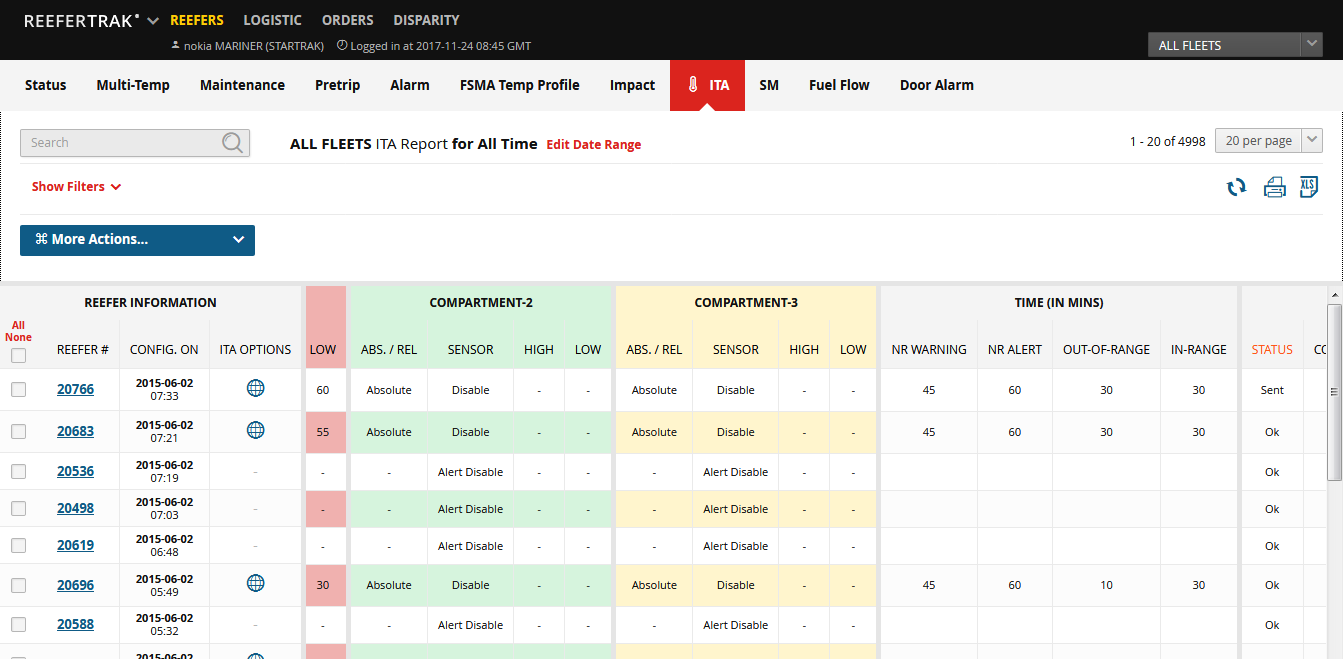 REEFERTRAK REEFERS LOGISTIC ORDERS DISPARITY
nokia MARINER (STARTRAK) Logged in at 2017-11-24 08:45 GMT
ALL FLEETS
Status Multi-Temp Maintenance Pretrip Alarm FSMA Temp Profile Impact ITA SM Fuel Flow Door Alarm
Search ALL FLEETS ITA Report for All Time Edit Date Range 1 - 20 of 4998 20 per page
Show Filters XLS
⌘ More Actions...
REEFER INFORMATION COMPARTMENT-2 COMPARTMENT-3 TIME (IN MINS)
All
None
REEFER # CONFIG. ON ITA OPTIONS LOW ABS. / REL SENSOR HIGH LOW ABS. / REL SENSOR HIGH LOW NR WARNING NR ALERT OUT-OF-RANGE IN-RANGE STATUS
20766 2015-06-02 07:33 60 Absolute Disable - - Absolute Disable - - 45 60 30 30 Sent
20683 2015-06-02 07:21 55 Absolute Disable - - Absolute Disable - - 45 60 30 30 Ok
20536 2015-06-02 07:19 - - - Alert Disable - - - Alert Disable - - Ok
20498 2015-06-02 07:03 - - - Alert Disable - - - Alert Disable - - Ok
20619 2015-06-02 06:48 - - - Alert Disable - - - Alert Disable - - Ok
20696 2015-06-02 05:49 30 Absolute Disable - - Absolute Disable - - 45 60 10 30 Ok
20588 2015-06-02 05:32 - - - Alert Disable - - - Alert Disable - - Ok
2015-06-02